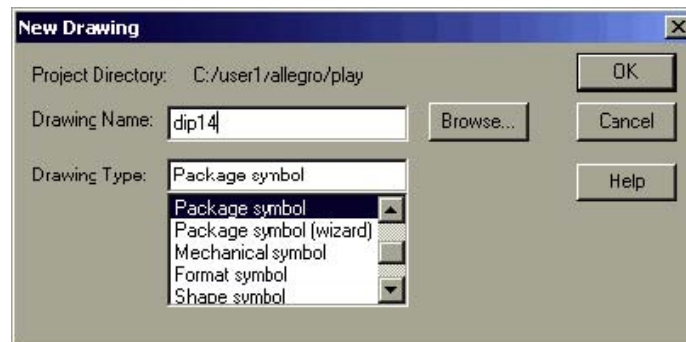 New Drawing
Project Directory: C:/user1/allegro/play
OK
Drawing Name: dip14
Browse...
Cancel
Drawing Type: Package symbol
Help
Package symbol
Package symbol (wizard)
Mechanical symbol
Format symbol
Shape symbol